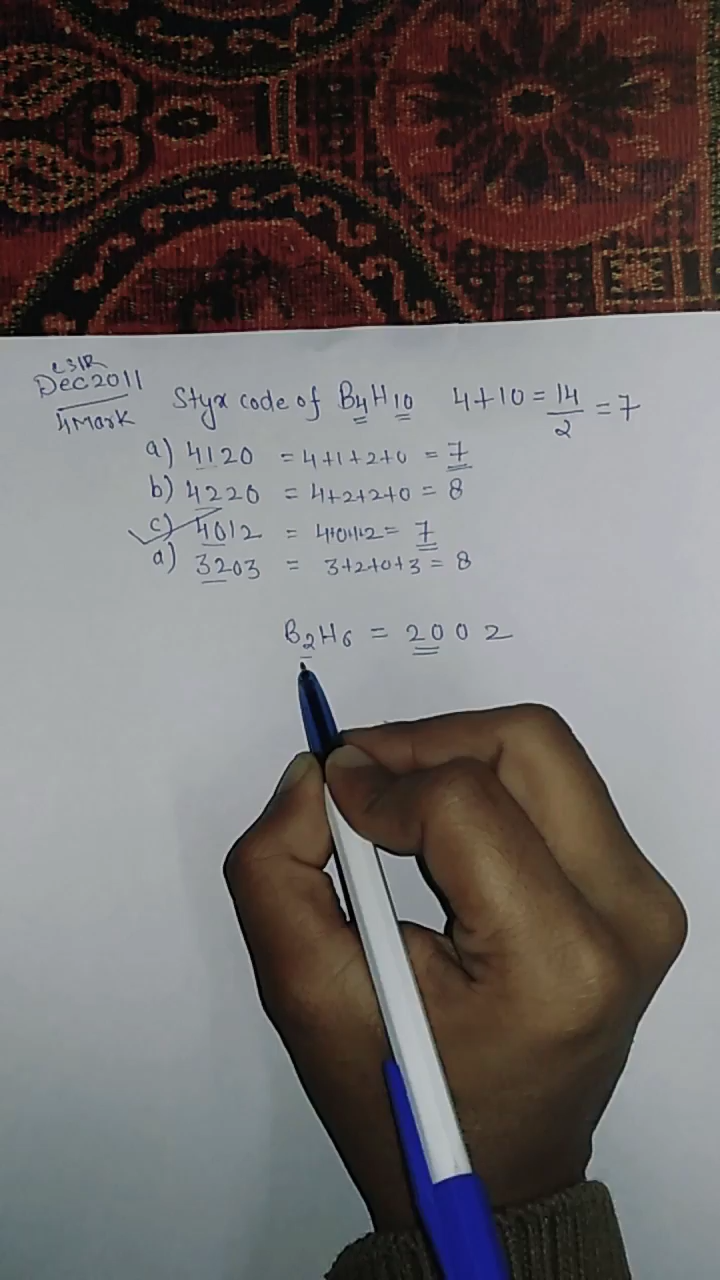 CSIR
Dec 2011
4 Mark
Styx code of B4H10 4+10 = 14/2 = 7
a) 4120 = 4+1+2+0 = 7
b) 4220 = 4+2+2+0 = 8
c) 4012 = 4+0+1+2 = 7
d) 3203 = 3+2+0+3 = 8
B2H6 = 2002